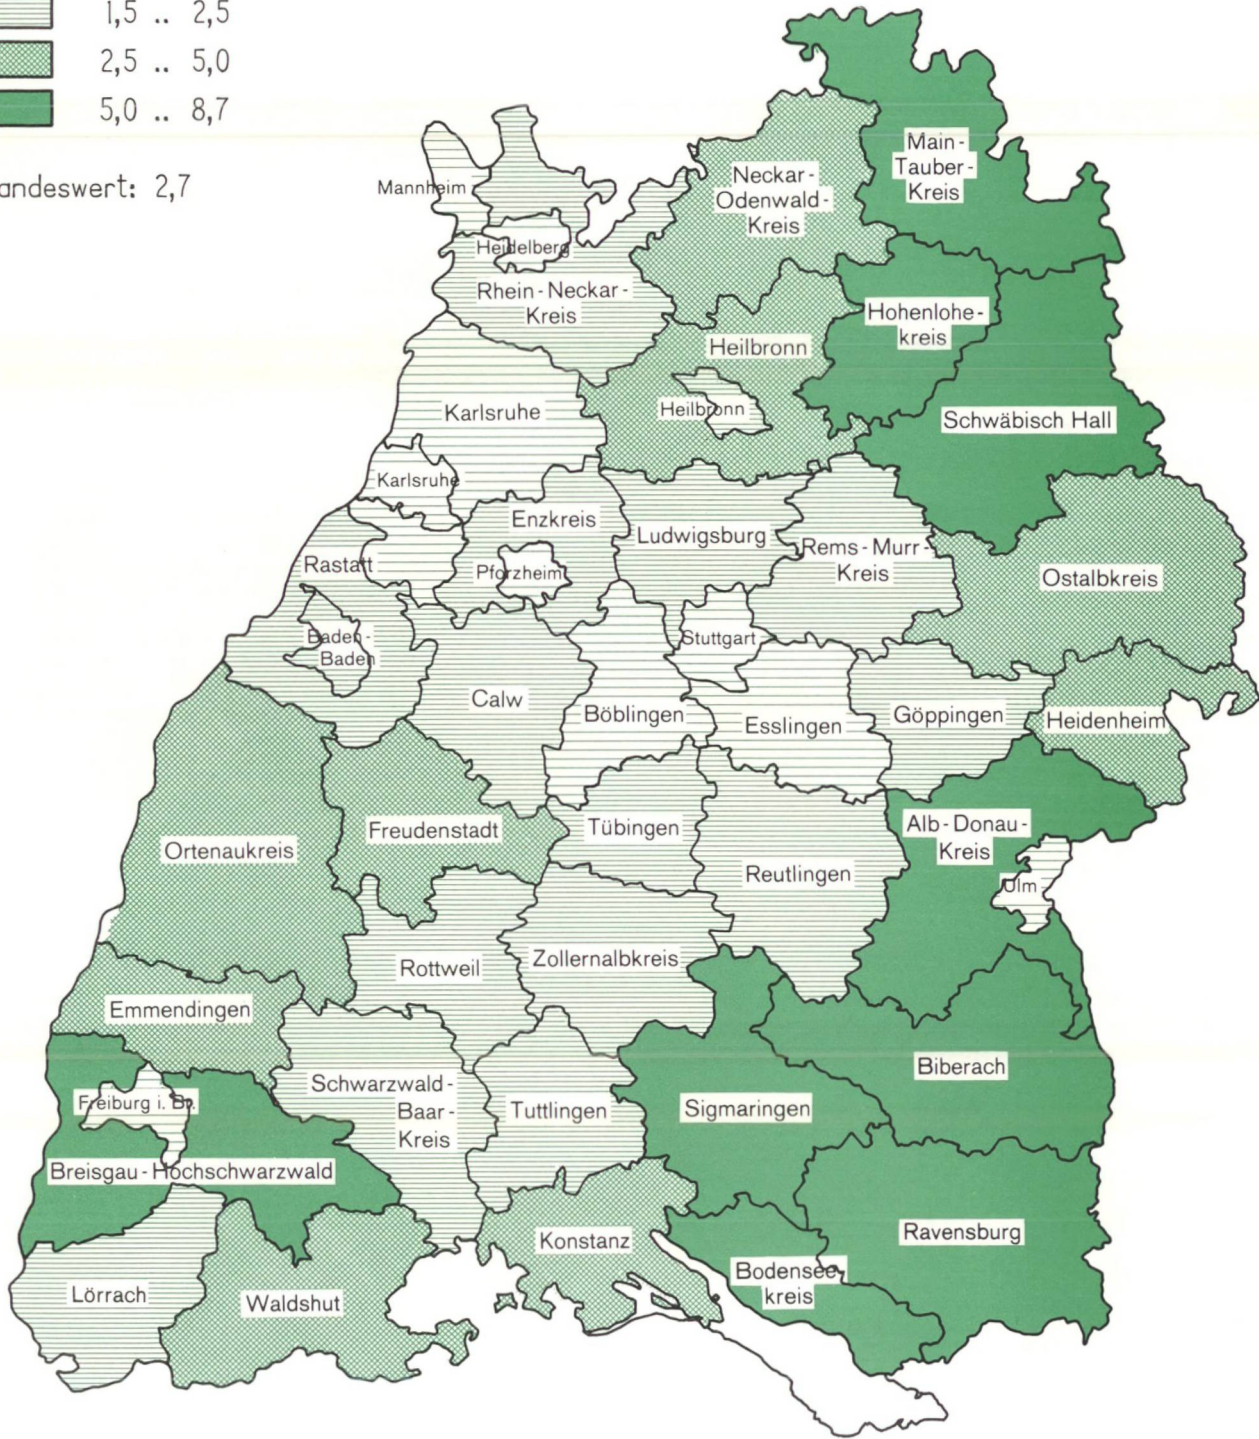 1,5 .. 2,5
2,5 .. 5,0
5,0 .. 8,7
andeswert: 2,7
Main-
Tauber-
Kreis
Neckar-
Odenwald-
Kreis
Mannheim
Heidelberg
Rhein-Neckar-
Kreis
Hohenlohe-
kreis
Heilbronn
Heilbronn
Karlsruhe
Schwäbisch Hall
Karlsruhe
Enzkreis
Ludwigsburg
Rems-Murr-
Kreis
Rastatt
Pforzheim
Ostalbkreis
Baden-
Baden
Stuttgart
Calw
Böblingen
Esslingen
Göppingen
Heidenheim
Freudenstadt
Tübingen
Alb-Donau-
Kreis
Ortenaukreis
Reutlingen
Ulm
Rottweil
Zollernalbkreis
Emmendingen
Biberach
Schwarzwald-
Baar-
Kreis
Freiburg i. Br.
Tuttlingen
Sigmaringen
Breisgau-Hochschwarzwald
Ravensburg
Konstanz
Bodensee-
kreis
Lörrach
Waldshut